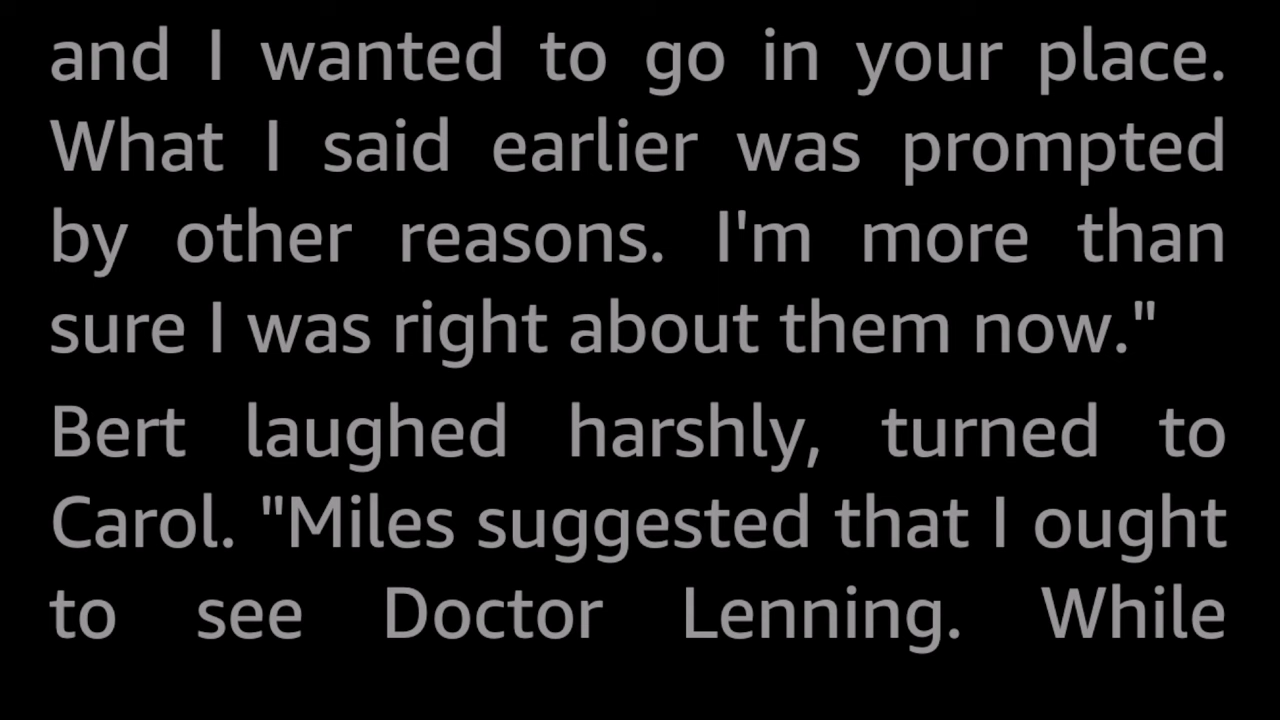 and I wanted to go in your place.
What I said earlier was prompted
by other reasons. I'm more than
sure I was right about them now."
Bert laughed harshly, turned to
Carol. "Miles suggested that I ought
to see Doctor Lenning. While